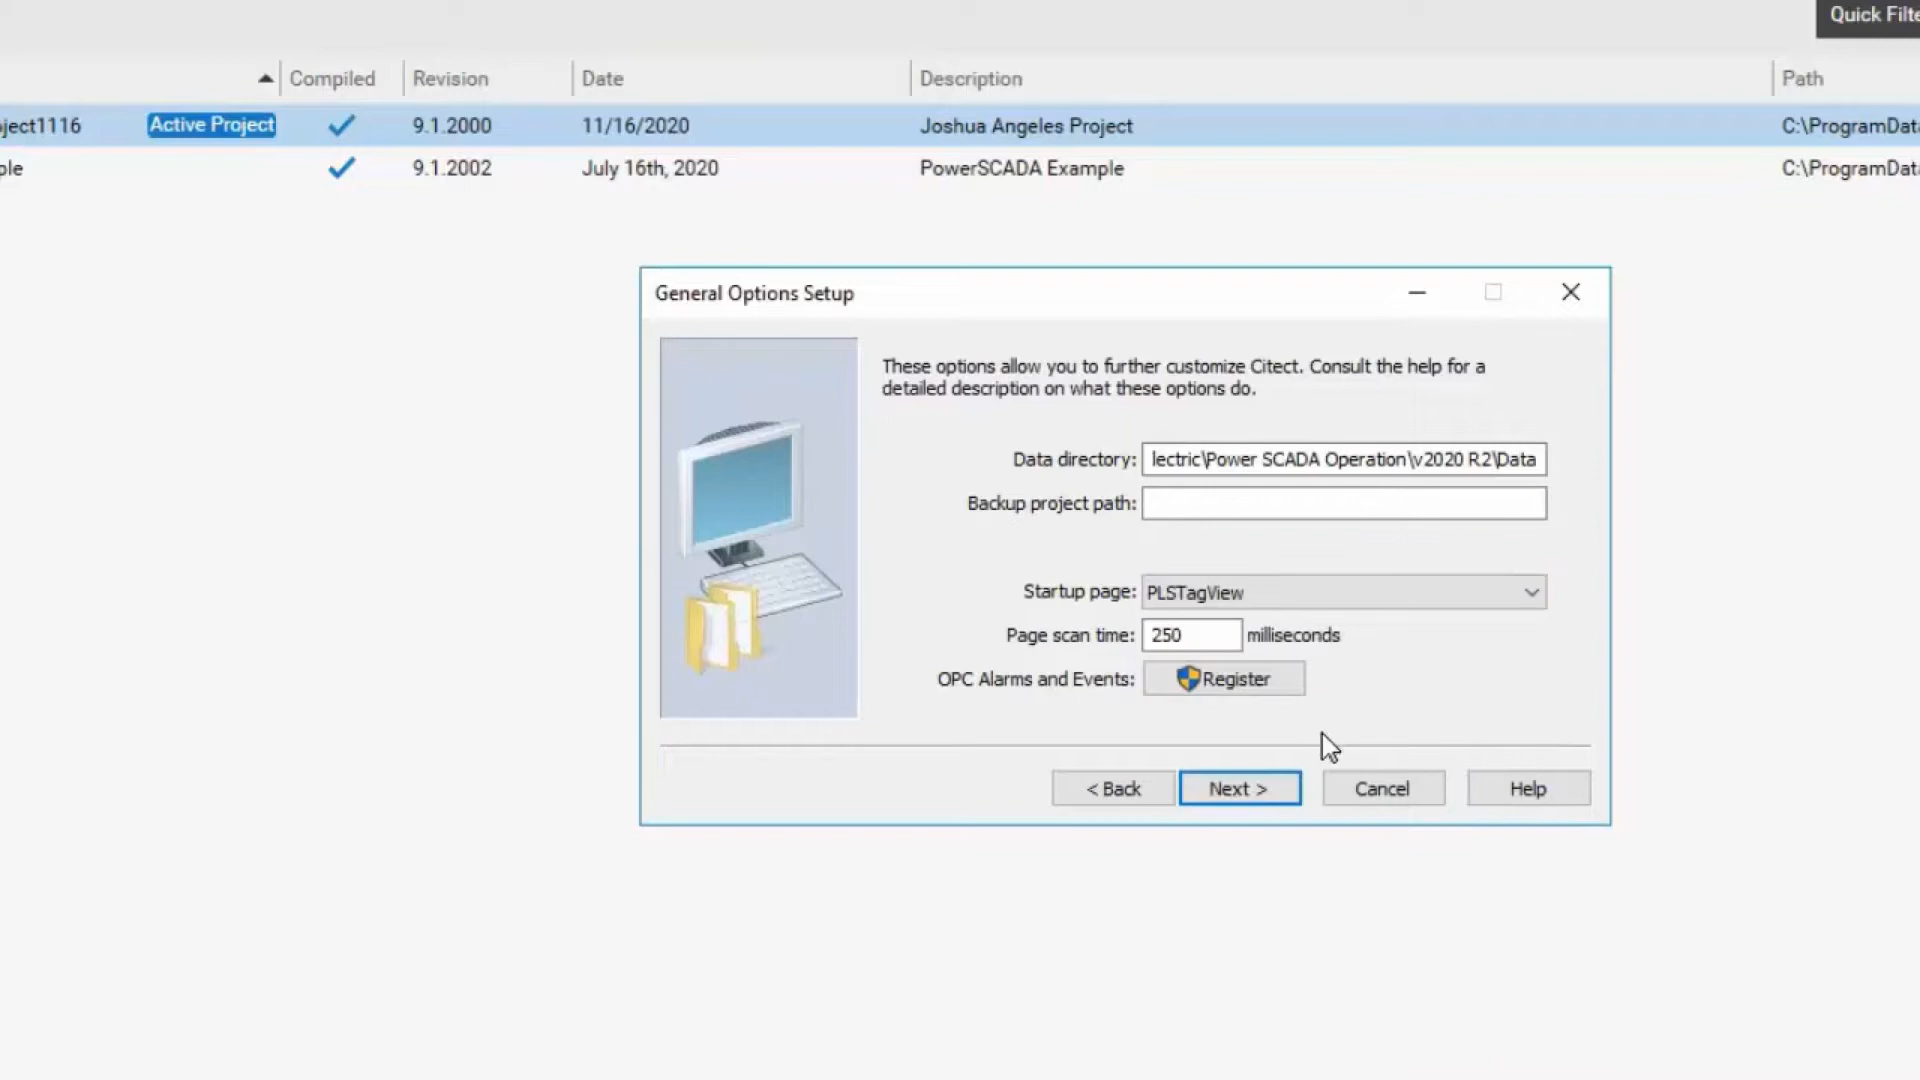 Quick Filte
Compiled Revision Date Description Path
ject1116 Active Project 9.1.2000 11/16/2020 Joshua Angeles Project C:\ProgramData
ple 9.1.2002 July 16th, 2020 PowerSCADA Example C:\ProgramData
General Options Setup
These options allow you to further customize Citect. Consult the help for a
detailed description on what these options do.
Data directory: lectric\Power SCADA Operation\v2020 R2\Data
Backup project path:
Startup page: PLSTagView
Page scan time: 250 milliseconds
OPC Alarms and Events: Register
< Back Next > Cancel Help